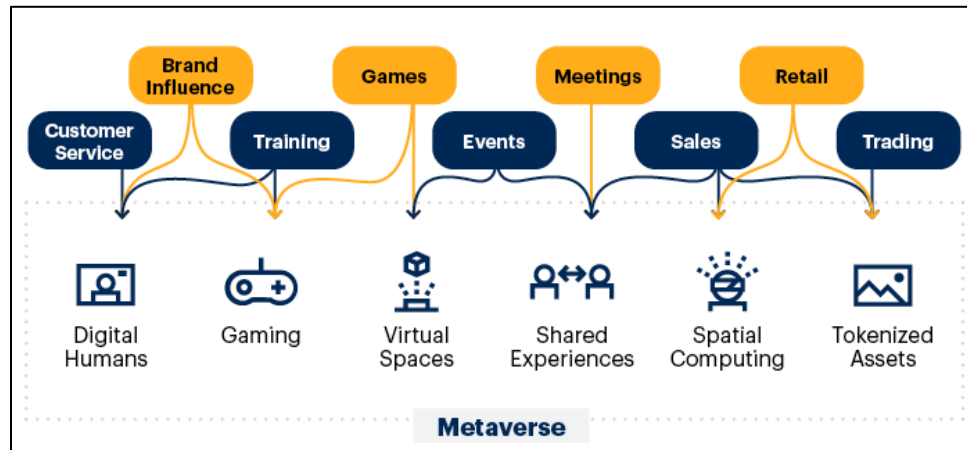 Brand
Influence
Games
Meetings
Retail
Customer
Service
Training
Events
Sales
Trading
Digital
Humans
Gaming
Virtual
Spaces
Shared
Experiences
Spatial
Computing
Tokenized
Assets
Metaverse